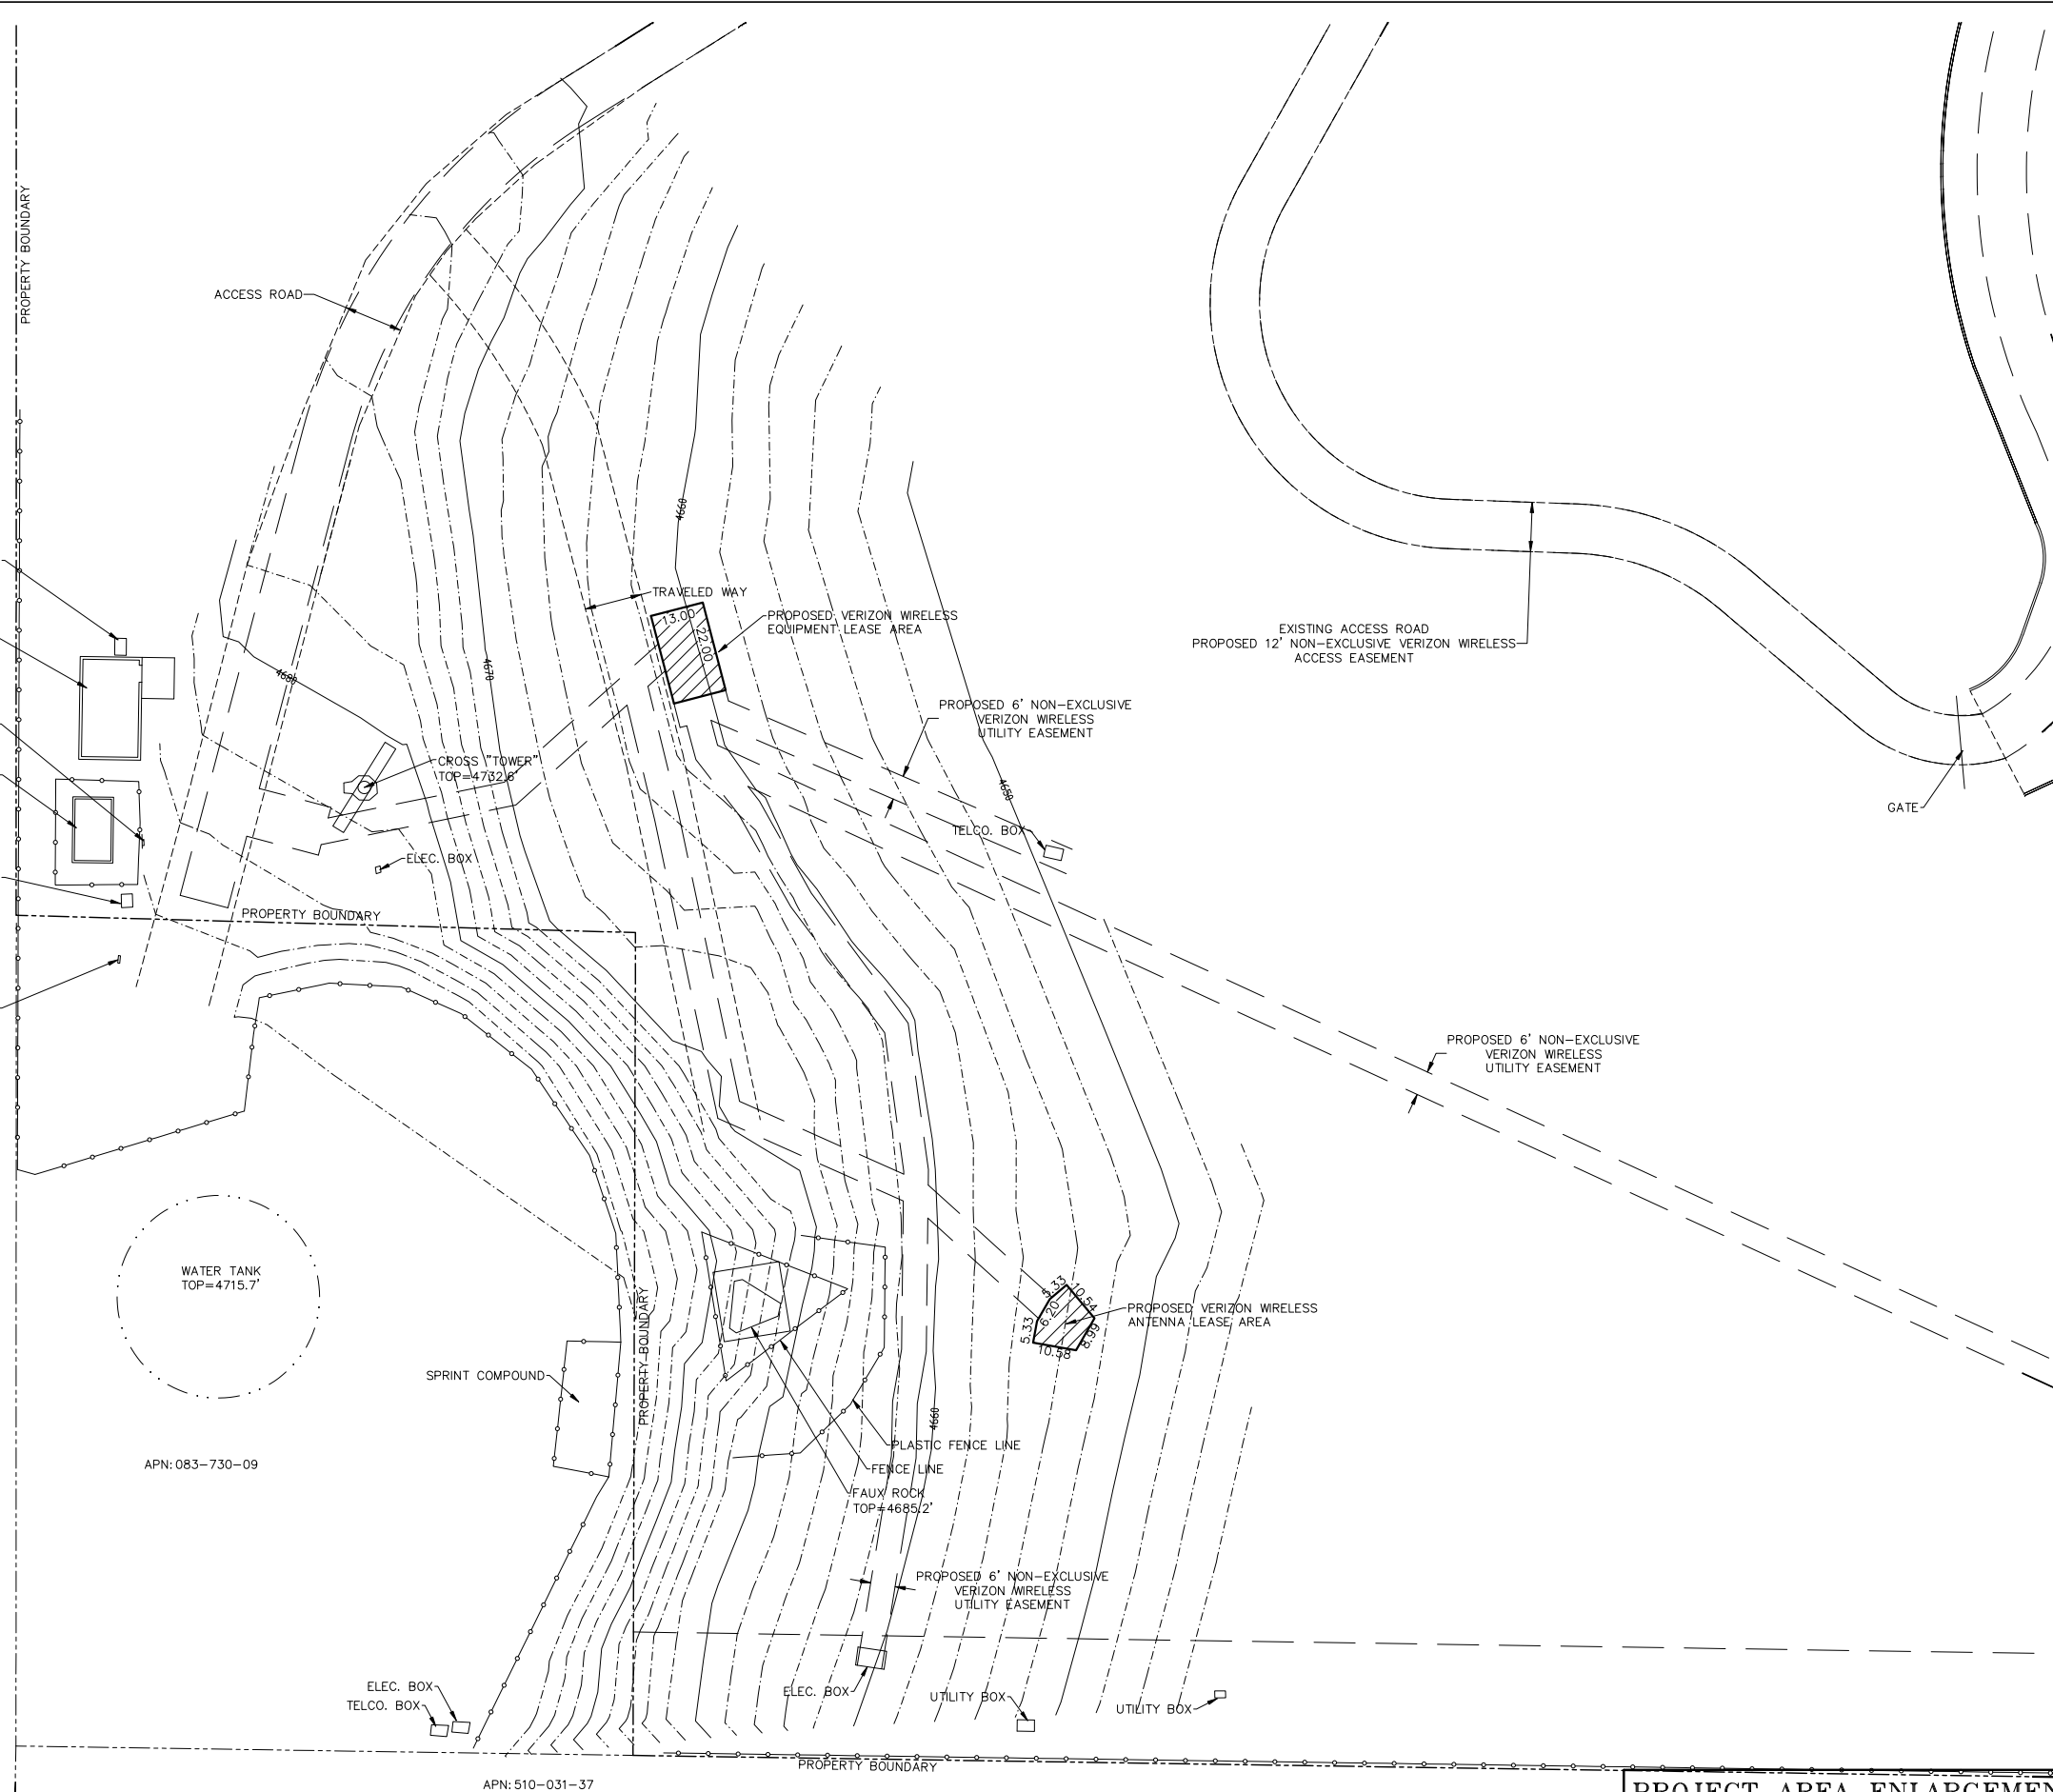 PROPERTY BOUNDARY
ACCESS ROAD
4660
TRAVELED WAY
13.00
22.00
PROPOSED VERIZON WIRELESS
EQUIPMENT LEASE AREA
EXISTING ACCESS ROAD
PROPOSED 12' NON-EXCLUSIVE VERIZON WIRELESS
ACCESS EASEMENT
4680
4670
PROPOSED 6' NON-EXCLUSIVE
VERIZON WIRELESS
UTILITY EASEMENT
CROSS "TOWER"
TOP=4732.6'
4650
GATE
TELCO. BOX
ELEC. BOX
PROPERTY BOUNDARY
PROPOSED 6' NON-EXCLUSIVE
VERIZON WIRELESS
UTILITY EASEMENT
WATER TANK
TOP=4715.7'
5.33
10.54
6.20
5.33
8.99
10.58
PROPOSED VERIZON WIRELESS
ANTENNA LEASE AREA
PROPERTY BOUNDARY
SPRINT COMPOUND
4660
PLASTIC FENCE LINE
APN: 083-730-09
FENCE LINE
FAUX ROCK
TOP=4685.2'
PROPOSED 6' NON-EXCLUSIVE
VERIZON WIRELESS
UTILITY EASEMENT
ELEC. BOX
TELCO. BOX
ELEC. BOX
UTILITY BOX
UTILITY BOX
PROPERTY BOUNDARY
APN: 510-031-37
PROJECT AREA ENLARGEMEN